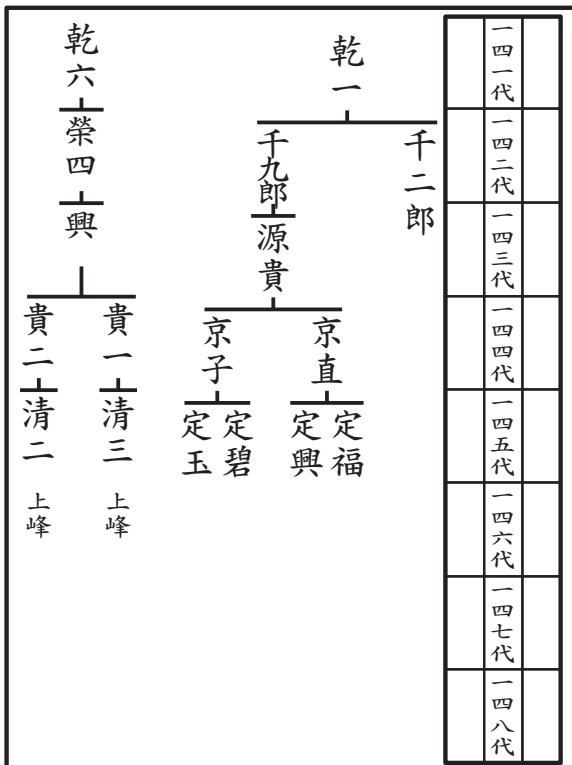 一四一代
一四二代
一四三代
一四四代
一四五代
一四六代
一四七代
一四八代
乾一
千二郎
千九郎
源貴
京直
京子
定福
定興
定碧
定玉
乾六
榮四
興
貴一
貴二
清三
清二
上峰
上峰